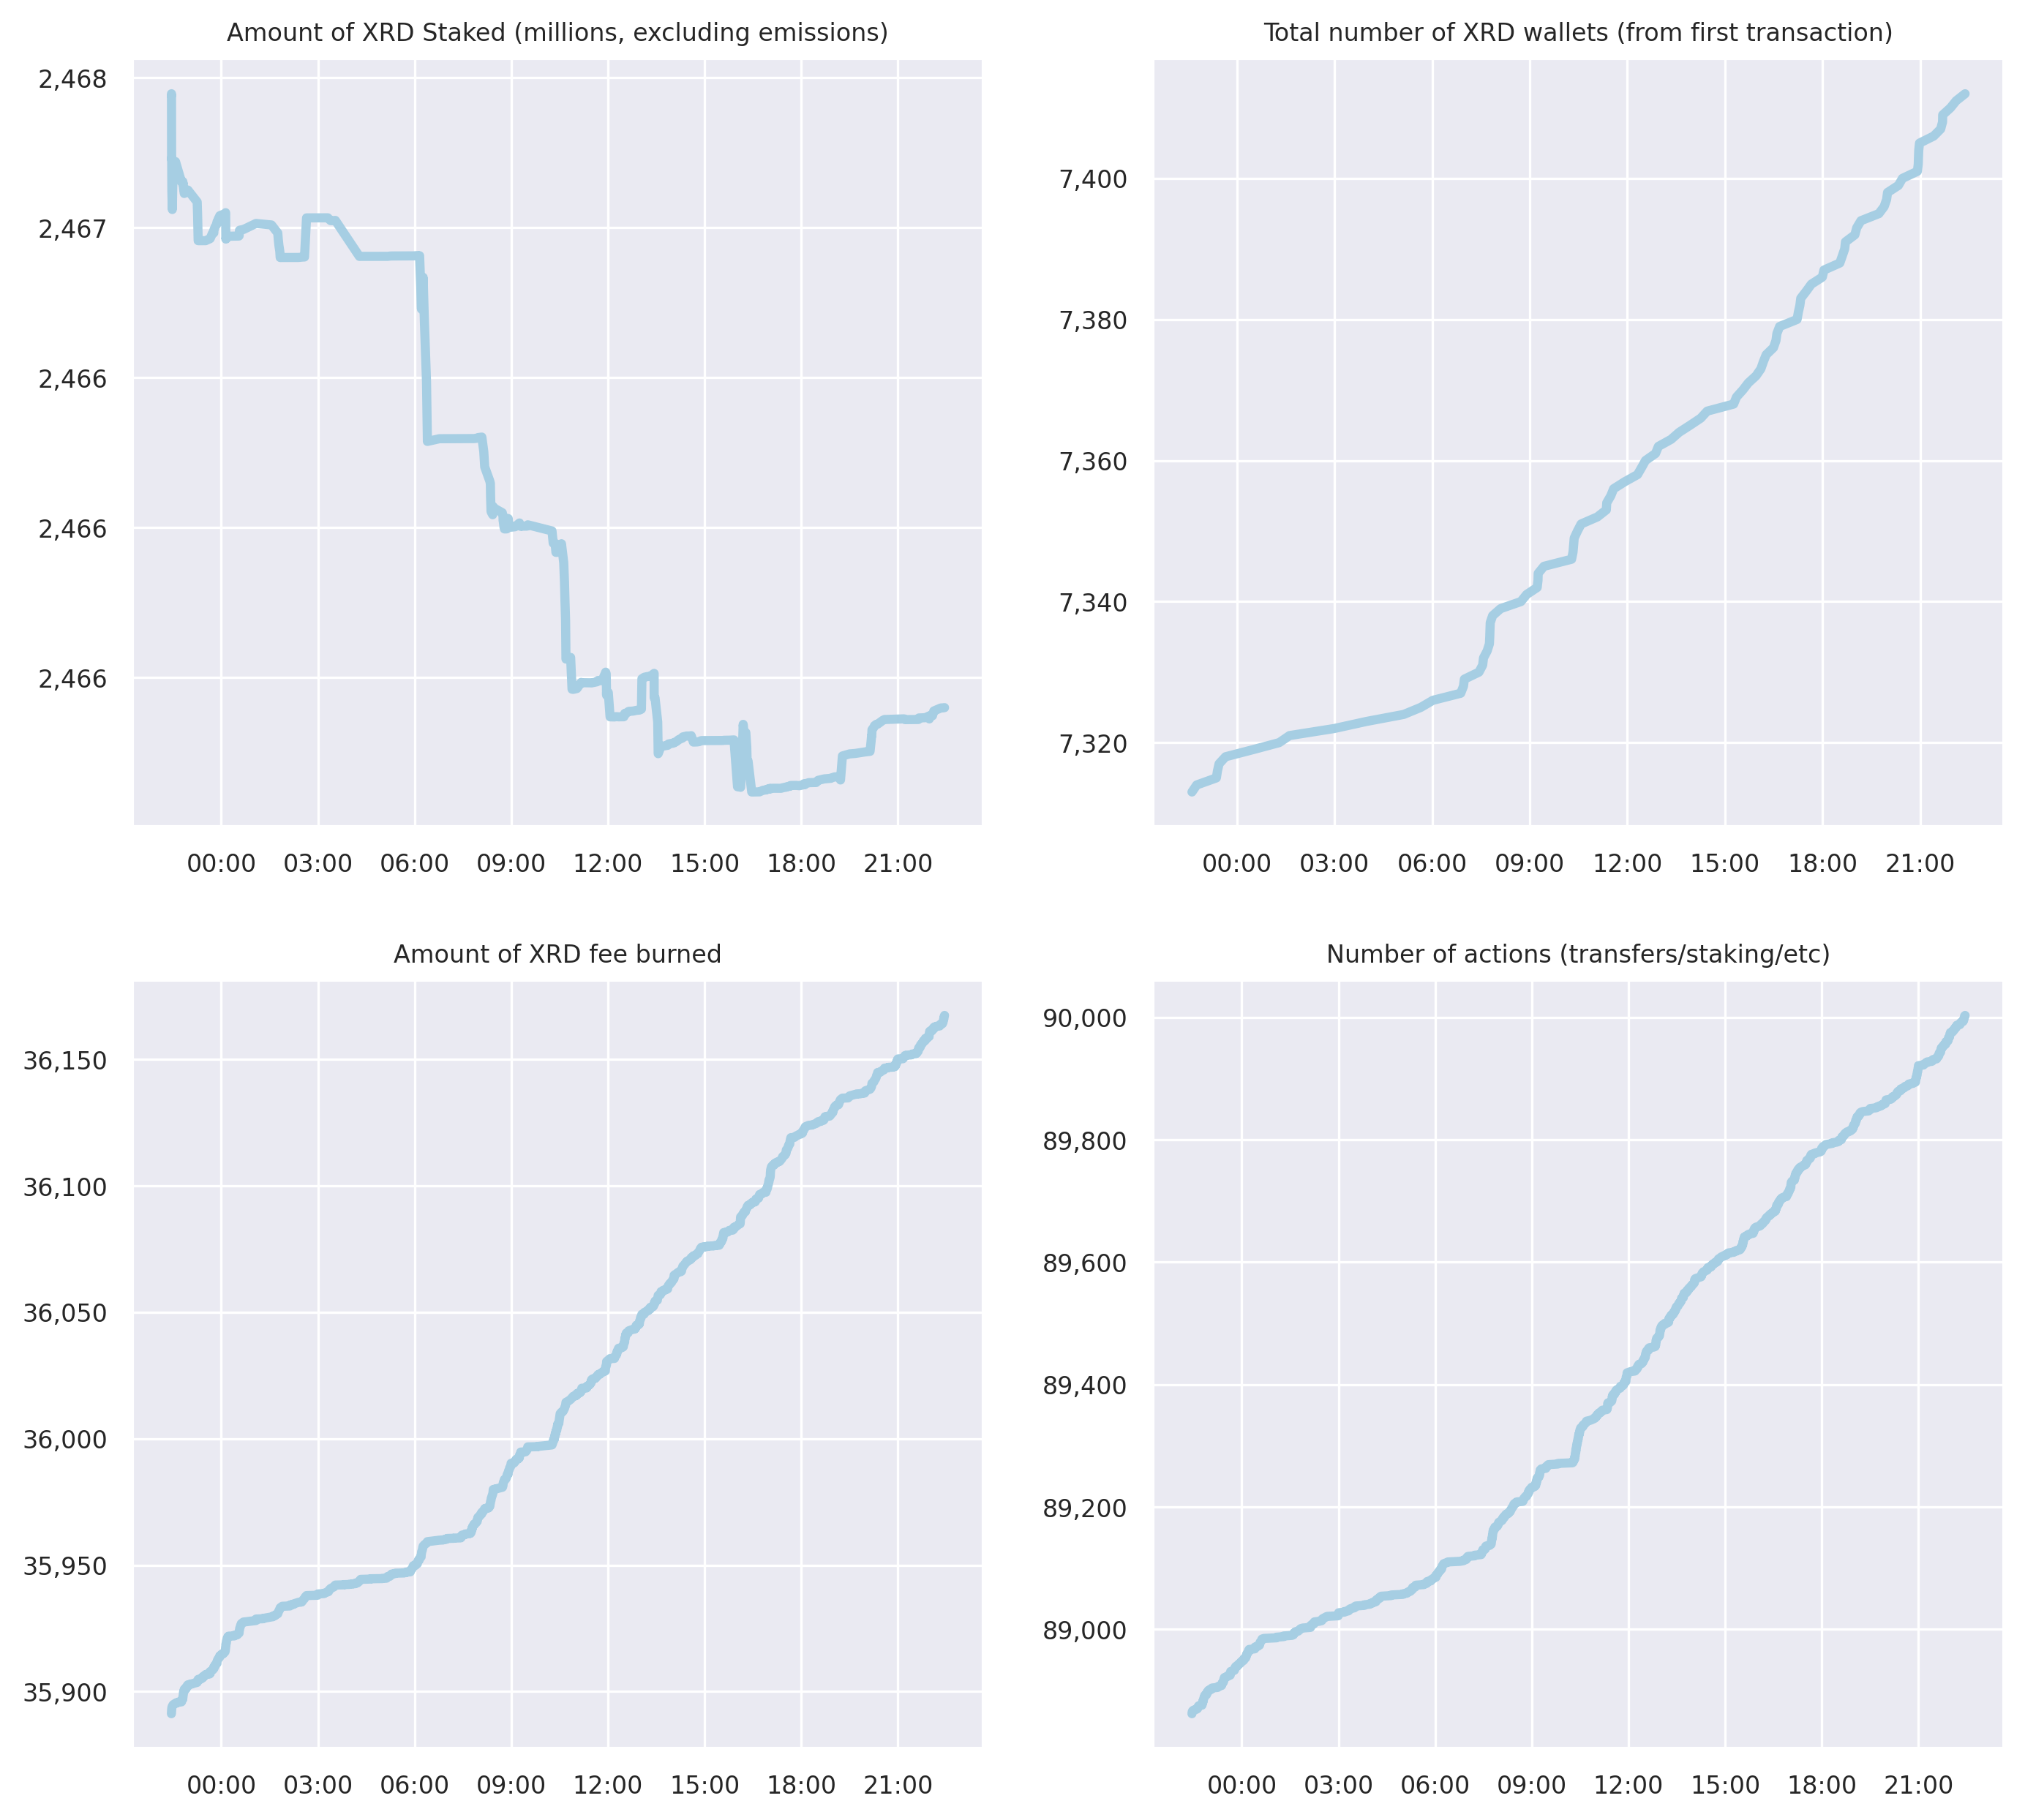 Amount of XRD Staked (millions, excluding emissions)
2,468
2,467
2,466
2,466
2,466
00:00 03:00 06:00 09:00 12:00 15:00 18:00 21:00
Total number of XRD wallets (from first transaction)
7,400
7,380
7,360
7,340
7,320
00:00 03:00 06:00 09:00 12:00 15:00 18:00 21:00
Amount of XRD fee burned
36,150
36,100
36,050
36,000
35,950
35,900
00:00 03:00 06:00 09:00 12:00 15:00 18:00 21:00
Number of actions (transfers/staking/etc)
90,000
89,800
89,600
89,400
89,200
89,000
00:00 03:00 06:00 09:00 12:00 15:00 18:00 21:00